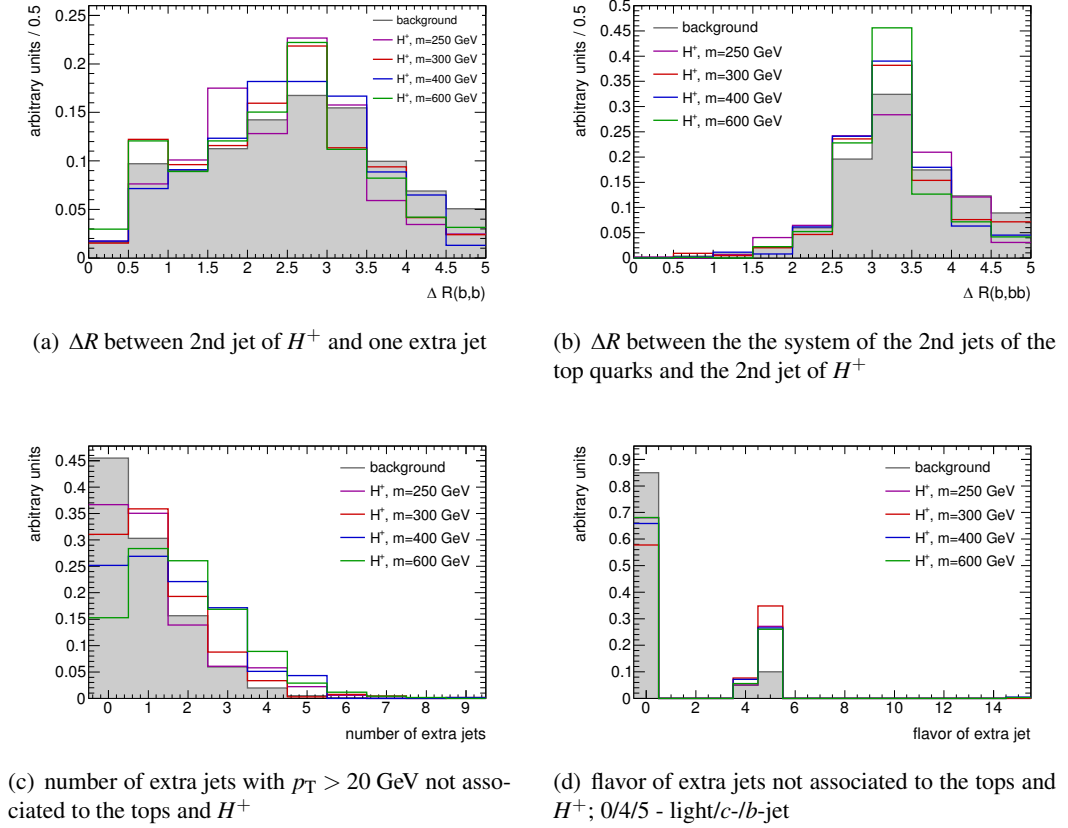 arbitrary units / 0.5
0.25
0.2
0.15
0.1
0.05
0
background
H⁺, m=250 GeV
H⁺, m=300 GeV
H⁺, m=400 GeV
H⁺, m=600 GeV
0 0.5 1 1.5 2 2.5 3 3.5 4 4.5 5
Δ R(b,b)
(a) ΔR between 2nd jet of H⁺ and one extra jet
arbitrary units / 0.5
0.5
0.45
0.4
0.35
0.3
0.25
0.2
0.15
0.1
0.05
0
background
H⁺, m=250 GeV
H⁺, m=300 GeV
H⁺, m=400 GeV
H⁺, m=600 GeV
0 0.5 1 1.5 2 2.5 3 3.5 4 4.5 5
Δ R(b,bb)
(b) ΔR between the the system of the 2nd jets of the
top quarks and the 2nd jet of H⁺
arbitrary units
0.45
0.4
0.35
0.3
0.25
0.2
0.15
0.1
0.05
0
background
H⁺, m=250 GeV
H⁺, m=300 GeV
H⁺, m=400 GeV
H⁺, m=600 GeV
0 1 2 3 4 5 6 7 8 9
number of extra jets
(c) number of extra jets with pT > 20 GeV not asso-
ciated to the tops and H⁺
arbitrary units
0.9
0.8
0.7
0.6
0.5
0.4
0.3
0.2
0.1
0
background
H⁺, m=250 GeV
H⁺, m=300 GeV
H⁺, m=400 GeV
H⁺, m=600 GeV
0 2 4 6 8 10 12 14
flavor of extra jet
(d) flavor of extra jets not associated to the tops and
H⁺; 0/4/5 - light/c-/b-jet